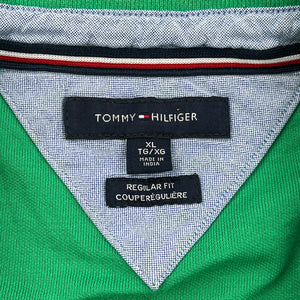 TOMMY HILFIGER
XL
TG/XG
MADE IN
INDIA
REGULAR FIT
COUPE RÉGULIÈRE